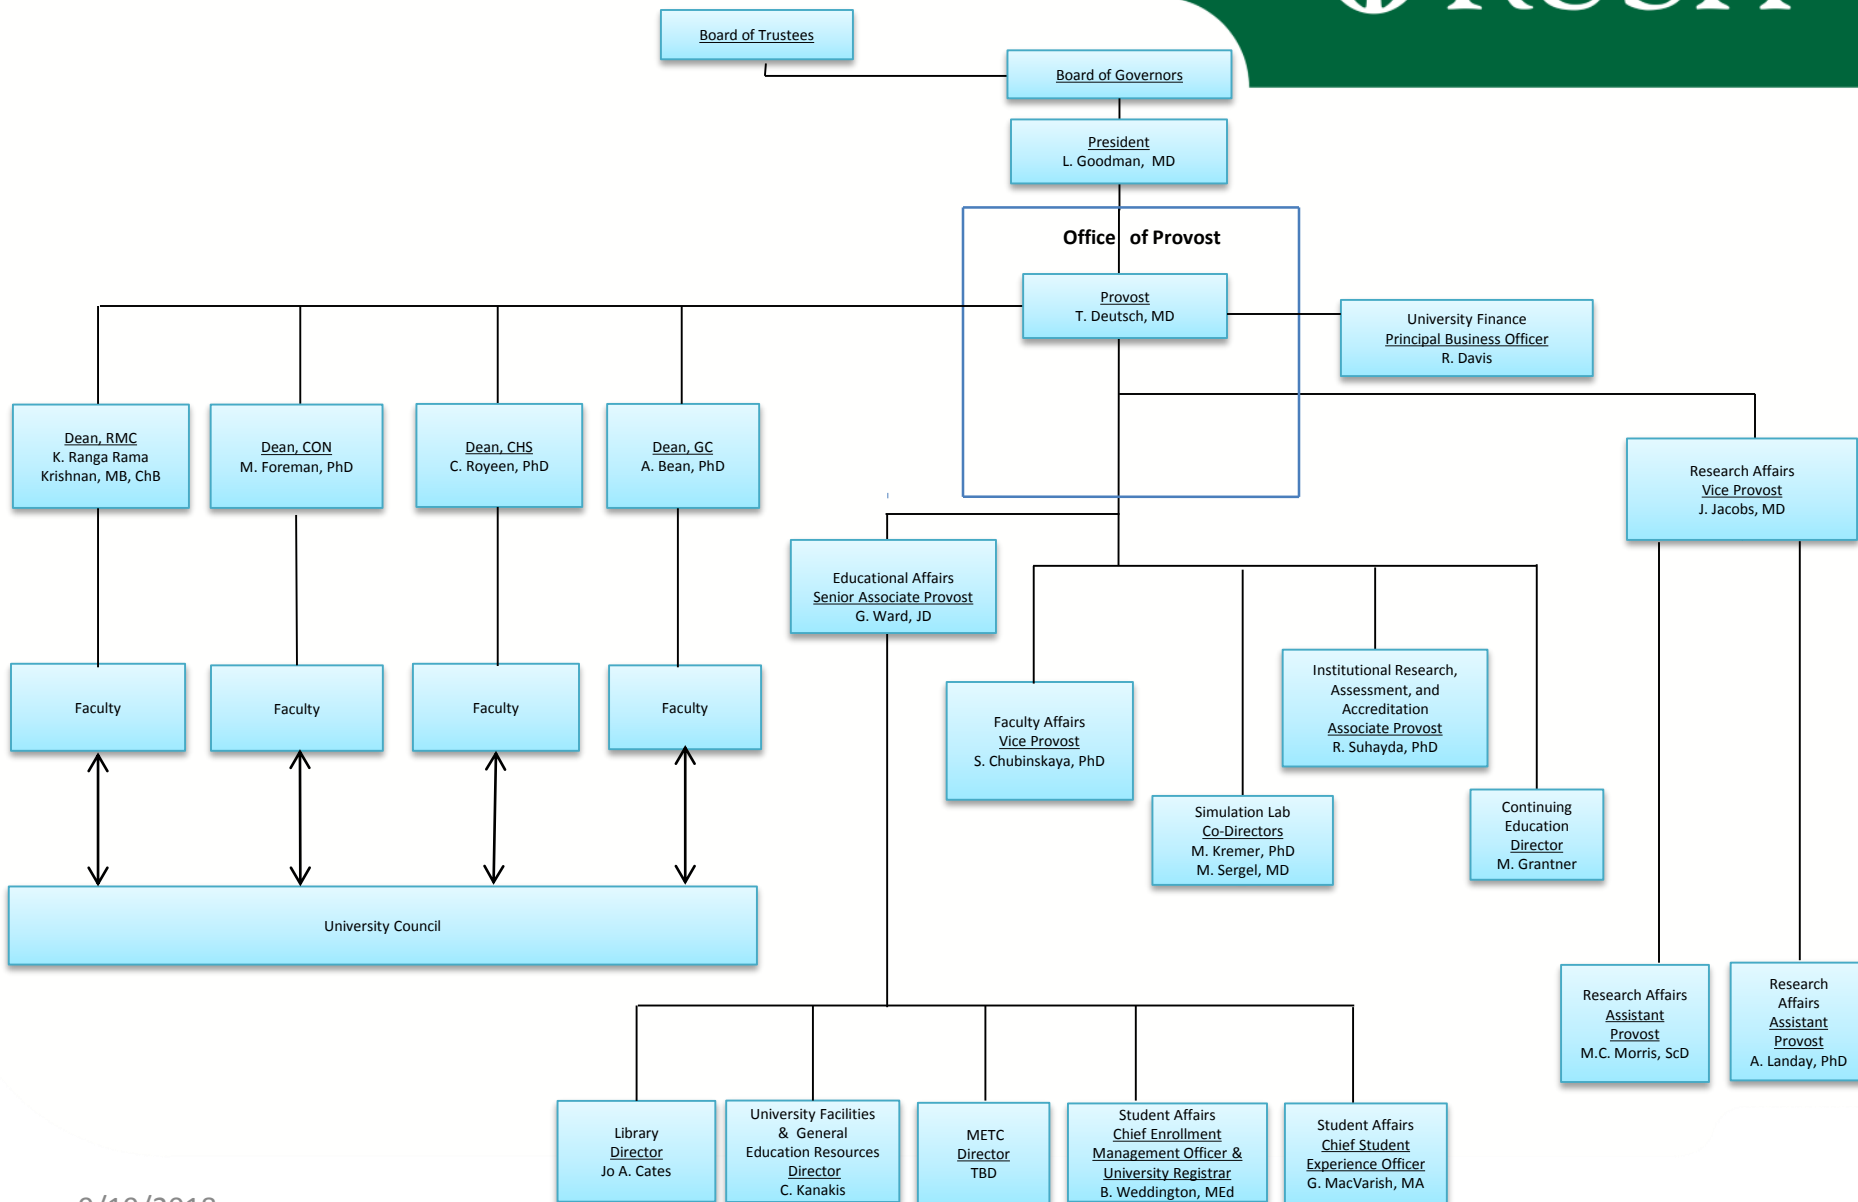 Board of Trustees
Board of Governors
President
L. Goodman, MD
Office of Provost
Provost
T. Deutsch, MD
University Finance
Principal Business Officer
R. Davis
Dean, RMC
K. Ranga Rama
Krishnan, MB, ChB
Dean, CON
M. Foreman, PhD
Dean, CHS
C. Royeen, PhD
Dean, GC
A. Bean, PhD
Research Affairs
Vice Provost
J. Jacobs, MD
Educational Affairs
Senior Associate Provost
G. Ward, JD
Faculty
Faculty
Faculty
Faculty
Faculty Affairs
Vice Provost
S. Chubinskaya, PhD
Institutional Research,
Assessment, and
Accreditation
Associate Provost
R. Suhayda, PhD
Simulation Lab
Co-Directors
M. Kremer, PhD
M. Sergel, MD
Continuing
Education
Director
M. Grantner
University Council
Research Affairs
Assistant
Provost
M.C. Morris, ScD
Research
Affairs
Assistant
Provost
A. Landay, PhD
Library
Director
Jo A. Cates
University Facilities
& General
Education Resources
Director
C. Kanakis
METC
Director
TBD
Student Affairs
Chief Enrollment
Management Officer &
University Registrar
B. Weddington, MEd
Student Affairs
Chief Student
Experience Officer
G. MacVarish, MA